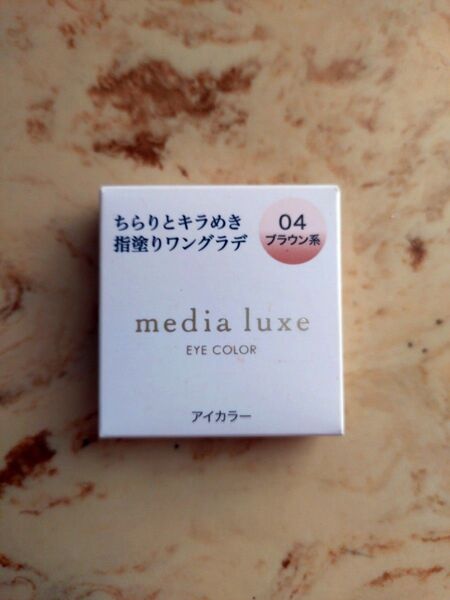 ちらりとキラめき
指塗りワングラデ
04
ブラウン系
media luxe
EYE COLOR
アイカラー